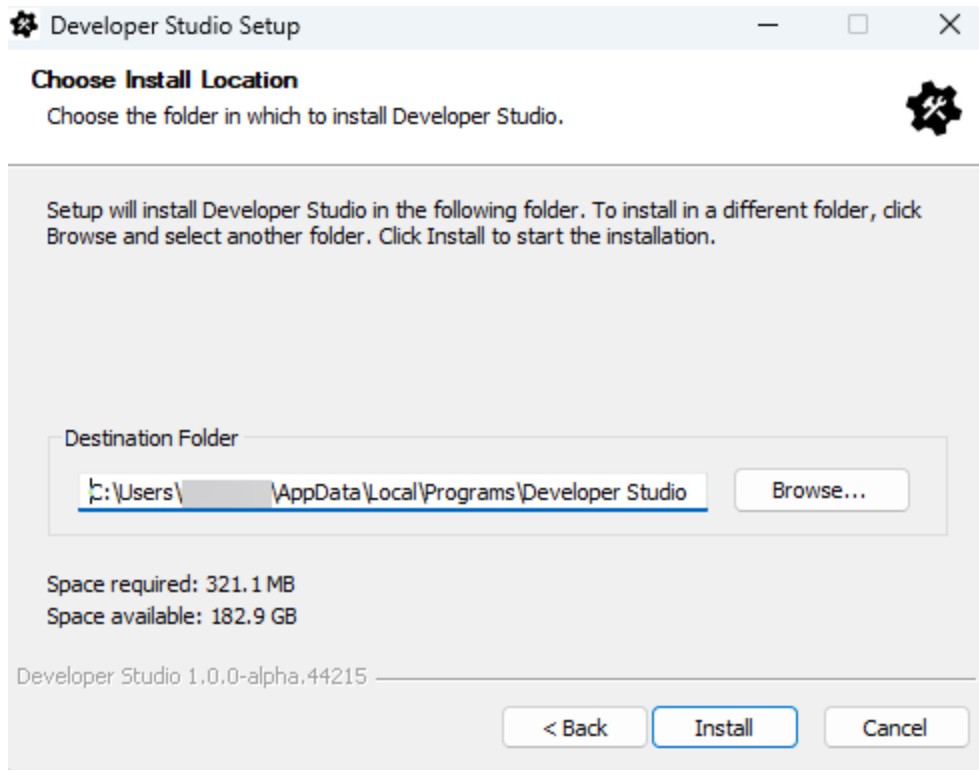 Developer Studio Setup
Choose Install Location
Choose the folder in which to install Developer Studio.
Setup will install Developer Studio in the following folder. To install in a different folder, click
Browse and select another folder. Click Install to start the installation.
Destination Folder
C:\Users\ \AppData\Local\Programs\Developer Studio
Browse...
Space required: 321.1 MB
Space available: 182.9 GB
Developer Studio 1.0.0-alpha.44215
< Back Install Cancel